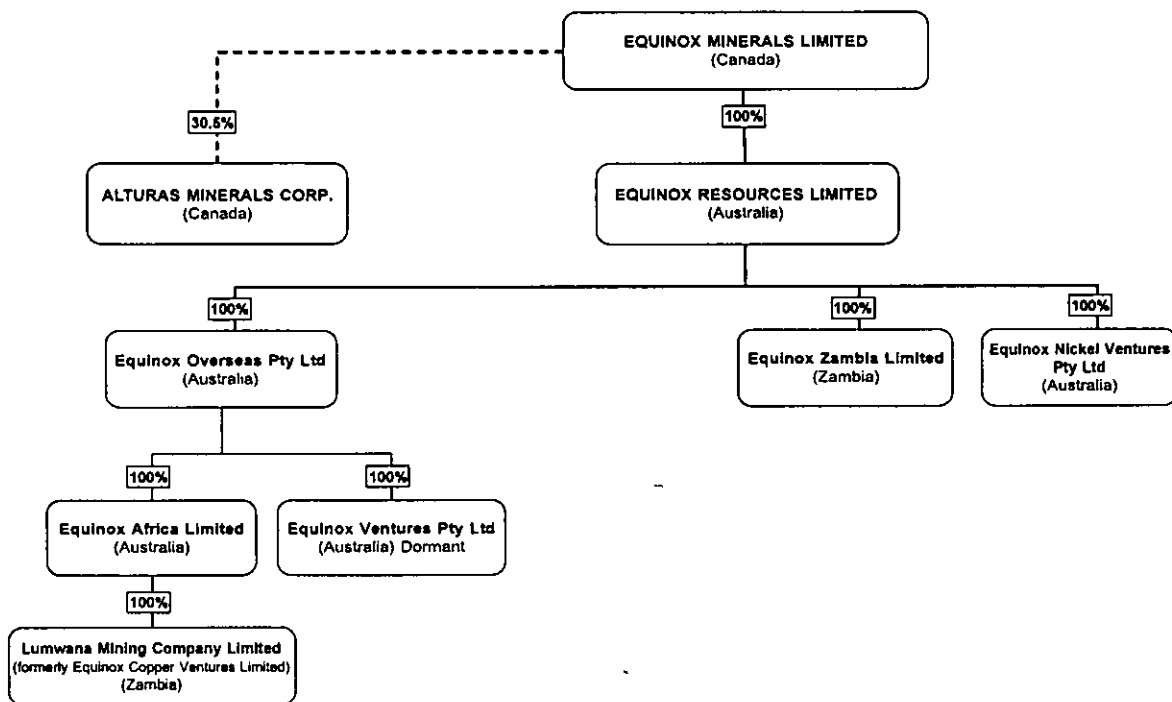 EQUINOX MINERALS LIMITED
(Canada)
30.5%
100%
ALTURAS MINERALS CORP.
(Canada)
EQUINOX RESOURCES LIMITED
(Australia)
100%
100%
100%
Equinox Overseas Pty Ltd
(Australia)
Equinox Zambia Limited
(Zambia)
Equinox Nickel Ventures
Pty Ltd
(Australia)
100%
100%
Equinox Africa Limited
(Australia)
Equinox Ventures Pty Ltd
(Australia) Dormant
100%
Lumwana Mining Company Limited
(formerly Equinox Copper Ventures Limited)
(Zambia)